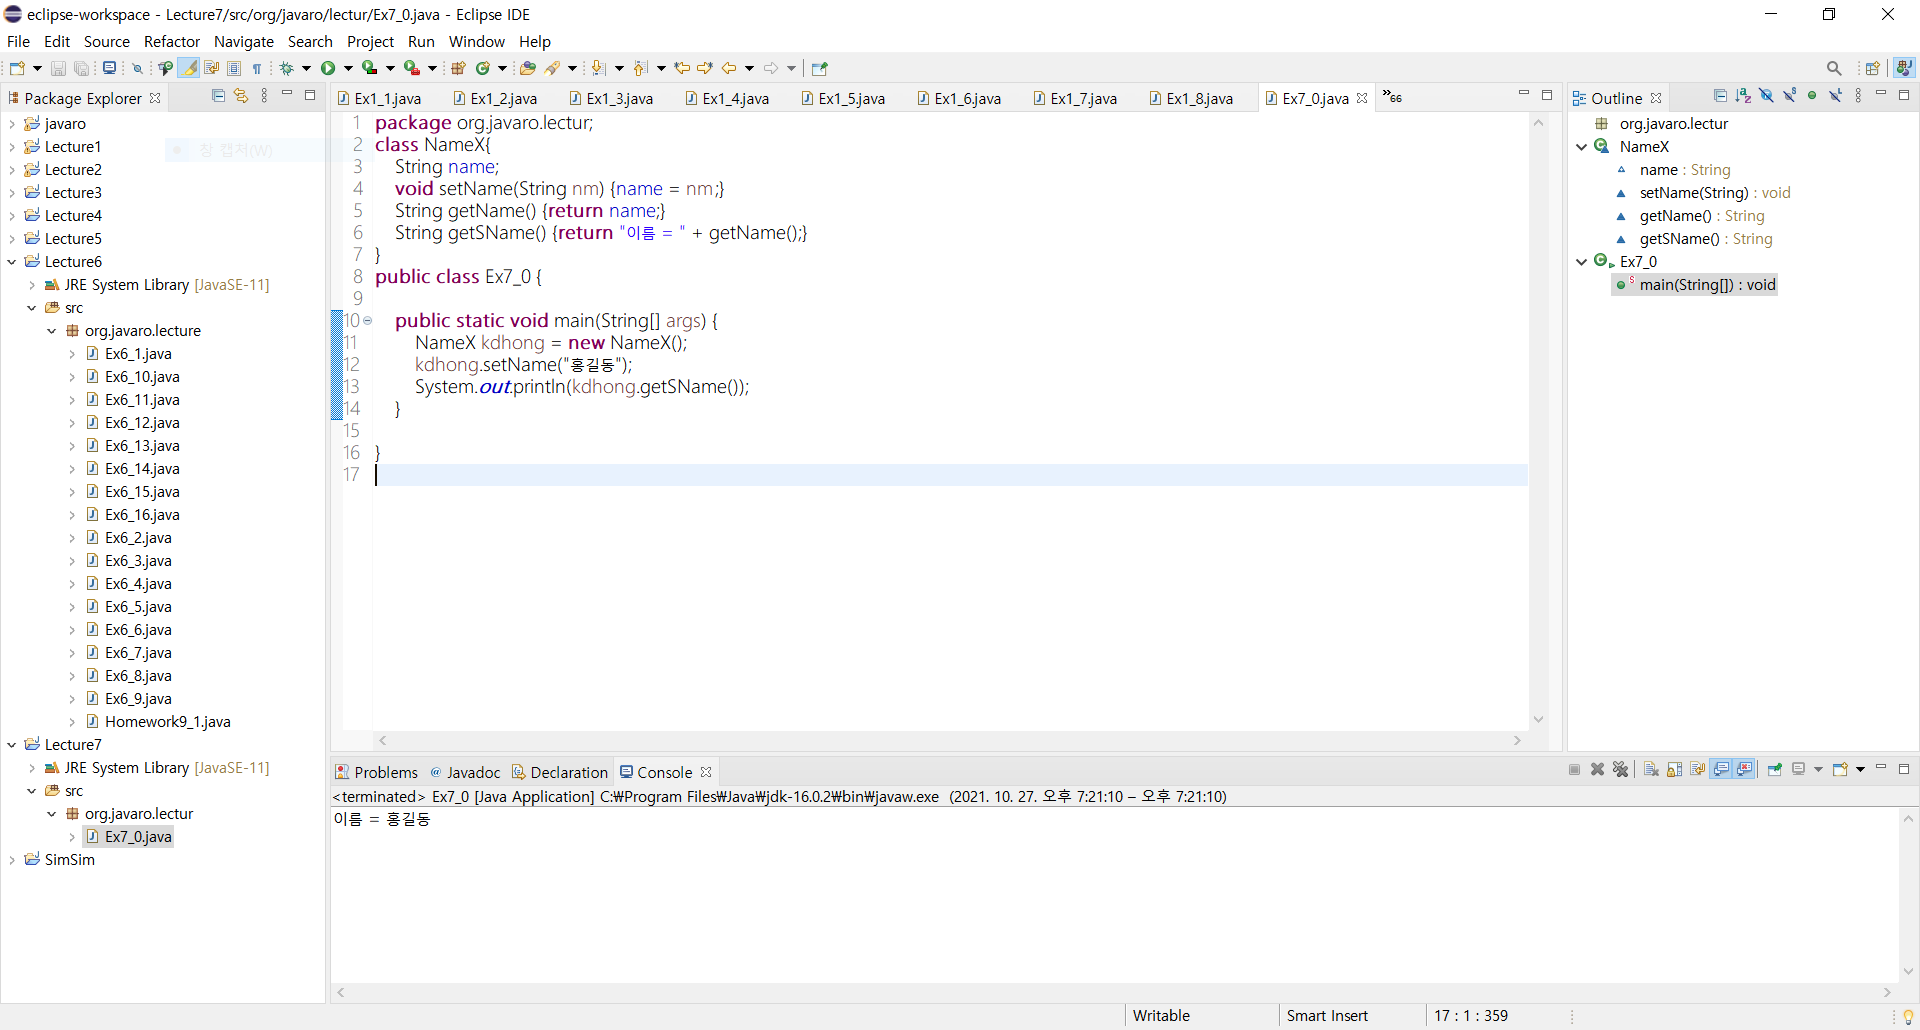 eclipse-workspace - Lecture7/src/org/javaro/lectur/Ex7_0.java - Eclipse IDE
File Edit Source Refactor Navigate Search Project Run Window Help
Package Explorer
javaro
Lecture1
창 캡처(W)
Lecture2
Lecture3
Lecture4
Lecture5
Lecture6
JRE System Library [JavaSE-11]
src
org.javaro.lecture
Ex6_1.java
Ex6_10.java
Ex6_11.java
Ex6_12.java
Ex6_13.java
Ex6_14.java
Ex6_15.java
Ex6_16.java
Ex6_2.java
Ex6_3.java
Ex6_4.java
Ex6_5.java
Ex6_6.java
Ex6_7.java
Ex6_8.java
Ex6_9.java
Homework9_1.java
Lecture7
JRE System Library [JavaSE-11]
src
org.javaro.lectur
Ex7_0.java
SimSim
Ex1_1.java Ex1_2.java Ex1_3.java Ex1_4.java Ex1_5.java Ex1_6.java Ex1_7.java Ex1_8.java Ex7_0.java »66
1 package org.javaro.lectur;
2 class NameX{
3 String name;
4 void setName(String nm) {name = nm;}
5 String getName() {return name;}
6 String getSName() {return "이름 = " + getName();}
7 }
8 public class Ex7_0 {
9
10 public static void main(String[] args) {
11 NameX kdhong = new NameX();
12 kdhong.setName("홍길동");
13 System.out.println(kdhong.getSName());
14 }
15
16 }
17
Outline
org.javaro.lectur
NameX
name : String
setName(String) : void
getName() : String
getSName() : String
Ex7_0
main(String[]) : void
Problems @ Javadoc Declaration Console
<terminated> Ex7_0 [Java Application] C:₩Program Files₩Java₩jdk-16.0.2₩bin₩javaw.exe (2021. 10. 27. 오후 7:21:10 – 오후 7:21:10)
이름 = 홍길동
Writable Smart Insert 17 : 1 : 359